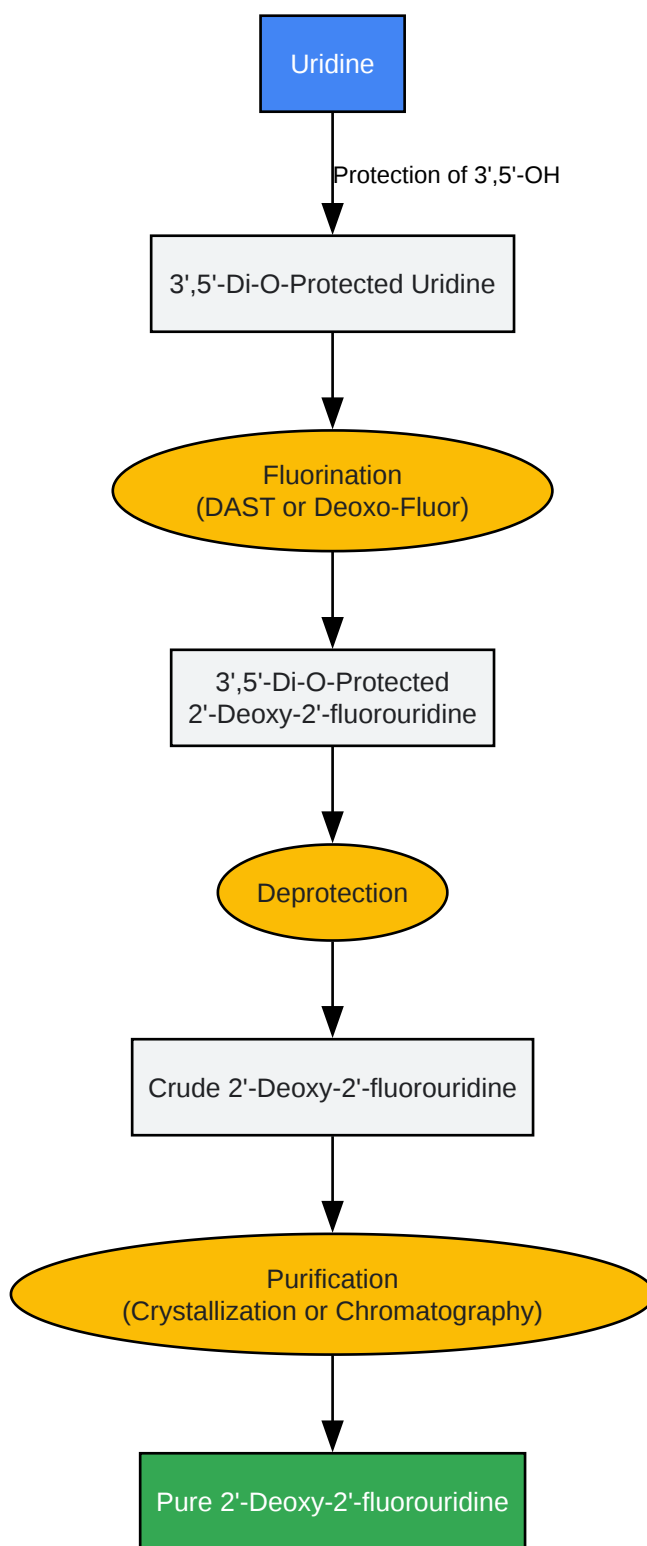 Uridine
Protection of 3',5'-OH
3',5'-Di-O-Protected Uridine
Fluorination
(DAST or Deoxo-Fluor)
3',5'-Di-O-Protected
2'-Deoxy-2'-fluorouridine
Deprotection
Crude 2'-Deoxy-2'-fluorouridine
Purification
(Crystallization or Chromatography)
Pure 2'-Deoxy-2'-fluorouridine